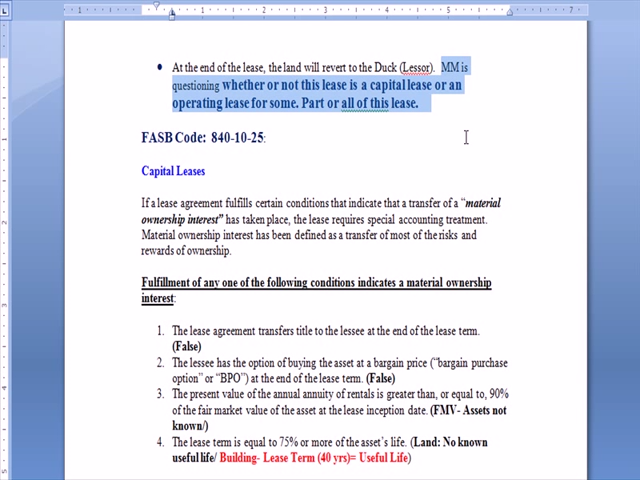 1 1 2 3 4 5 7
At the end of the lease, the land will revert to the Duck (Lessor). MM is
questioning whether or not this lease is a capital lease or an
operating lease for some. Part or all of this lease.
FASB Code: 840-10-25:
Capital Leases
If a lease agreement fulfills certain conditions that indicate that a transfer of a “material
ownership interest” has taken place, the lease requires special accounting treatment.
Material ownership interest has been defined as a transfer of most of the risks and
rewards of ownership.
Fulfillment of any one of the following conditions indicates a material ownership
interest:
1. The lease agreement transfers title to the lessee at the end of the lease term.
(False)
2. The lessee has the option of buying the asset at a bargain price (“bargain purchase
option” or “BPO”) at the end of the lease term. (False)
3. The present value of the annual annuity of rentals is greater than, or equal to, 90%
of the fair market value of the asset at the lease inception date. (FMV- Assets not
known/)
4. The lease term is equal to 75% or more of the asset’s life. (Land: No known
useful life/ Building- Lease Term (40 yrs)= Useful Life)